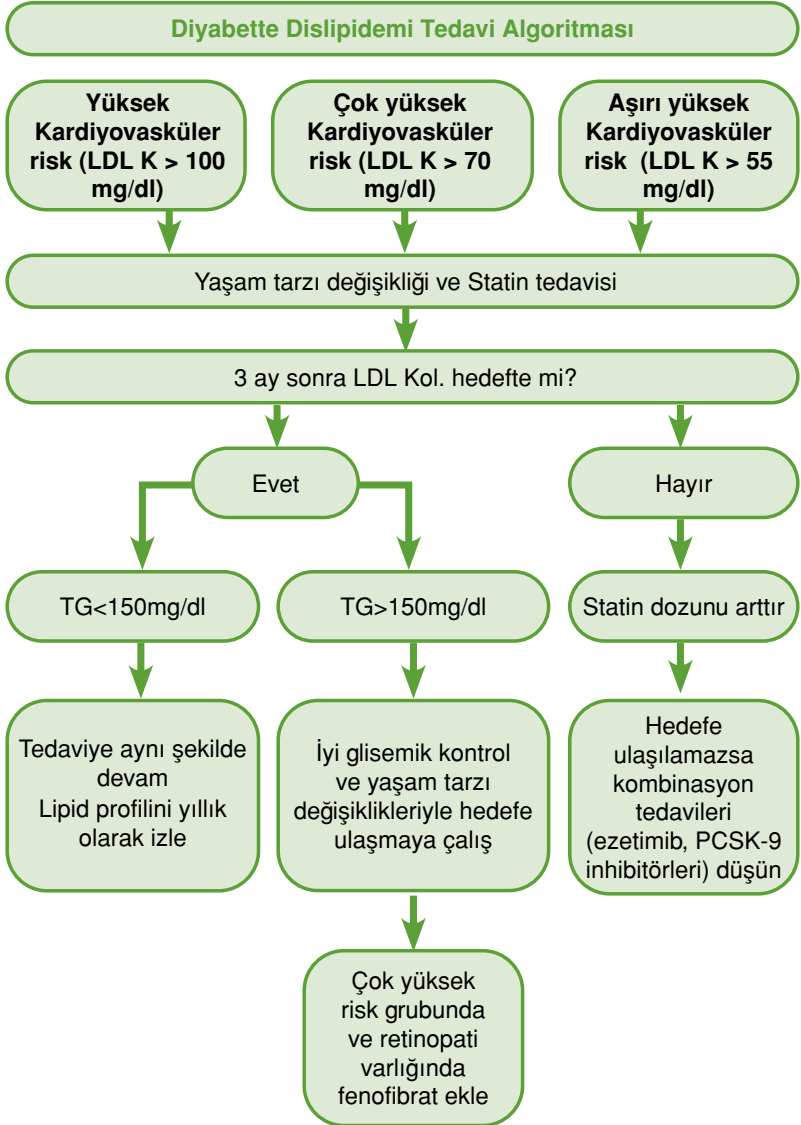 Diyabette Dislipidemi Tedavi Algoritması
Yüksek
Kardiyovasküler
risk (LDL K > 100
mg/dl)
Çok yüksek
Kardiyovasküler
risk (LDL K > 70
mg/dl)
Aşırı yüksek
Kardiyovasküler
risk (LDL K > 55
mg/dl)
Yaşam tarzı değişikliği ve Statin tedavisi
3 ay sonra LDL Kol. hedefte mi?
Evet
Hayır
TG<150mg/dl
TG>150mg/dl
Statin dozunu arttır
Tedaviye aynı şekilde
devam
Lipid profilini yıllık
olarak izle
İyi glisemik kontrol
ve yaşam tarzı
değişiklikleriyle hedefe
ulaşmaya çalış
Hedefe
ulaşılamazsa
kombinasyon
tedavileri
(ezetimib, PCSK-9
inhibitörleri) düşün
Çok yüksek
risk grubunda
ve retinopati
varlığında
fenofibrat ekle